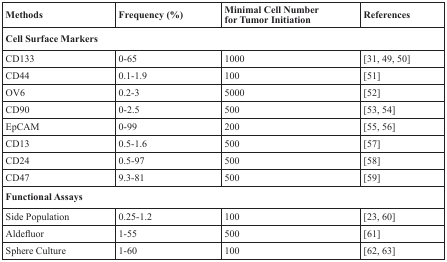 Methods Frequency (%) Minimal Cell Number for Tumor Initiation References
Cell Surface Markers
CD133 0-65 1000 [31, 49, 50]
CD44 0.1-1.9 100 [51]
OV6 0.2-3 5000 [52]
CD90 0-2.5 500 [53, 54]
EpCAM 0-99 200 [55, 56]
CD13 0.5-1.6 500 [57]
CD24 0.5-97 500 [58]
CD47 9.3-81 500 [59]
Functional Assays
Side Population 0.25-1.2 100 [23, 60]
Aldefluor 1-55 500 [61]
Sphere Culture 1-60 100 [62, 63]